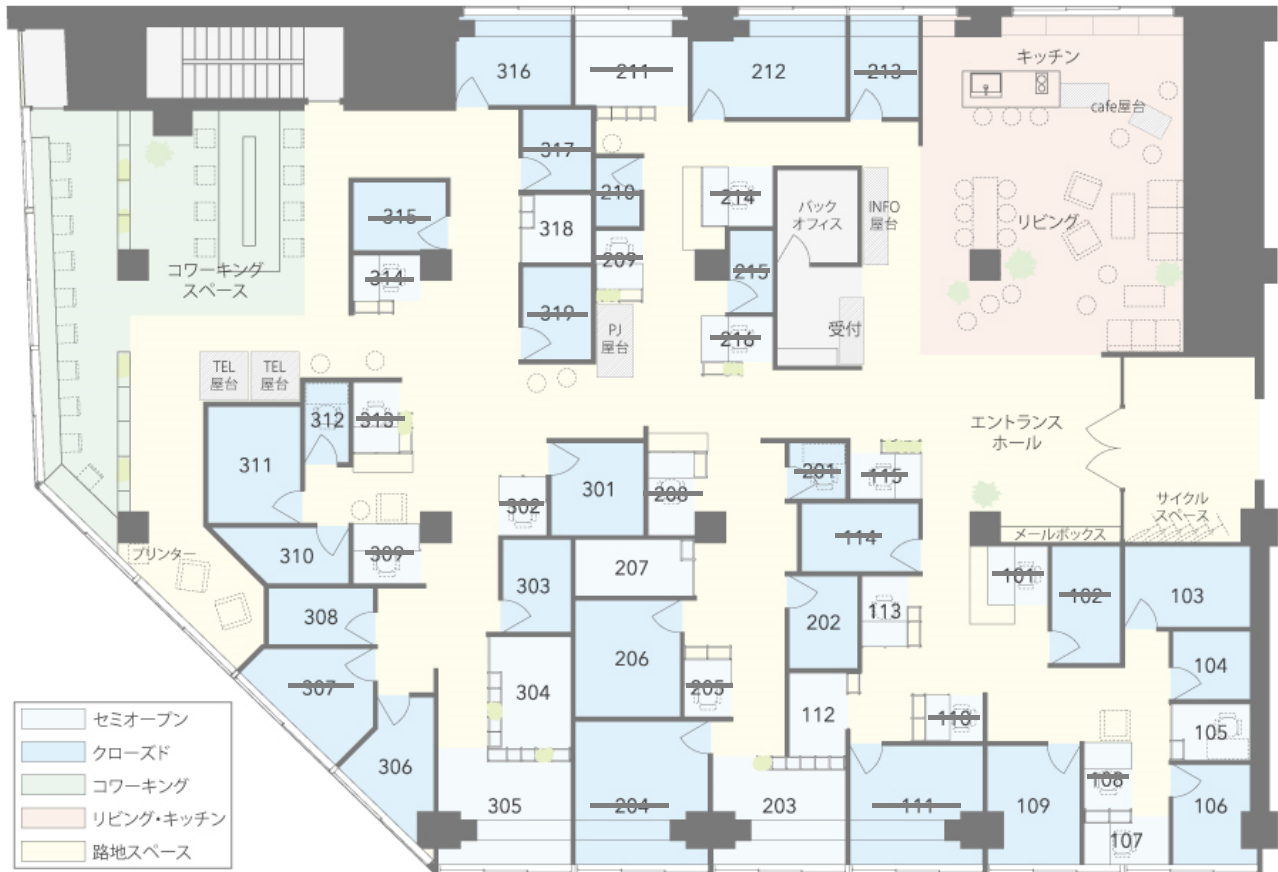 316
211
212
213
キッチン
cafe屋台
317
210
214
バック
オフィス
INFO
屋台
リビング
315
318
209
215
コワーキング
スペース
314
319
PJ
屋台
216
受付
TEL
屋台
TEL
屋台
312
313
エントランス
ホール
311
301
208
201
115
302
サイクル
スペース
114
メールボックス
プリンター
310
309
207
101
102
103
303
308
202
113
104
206
307
304
205
112
110
105
セミオープン
クローズド
コワーキング
リビング・キッチン
路地スペース
306
305
204
203
111
109
108
106
107